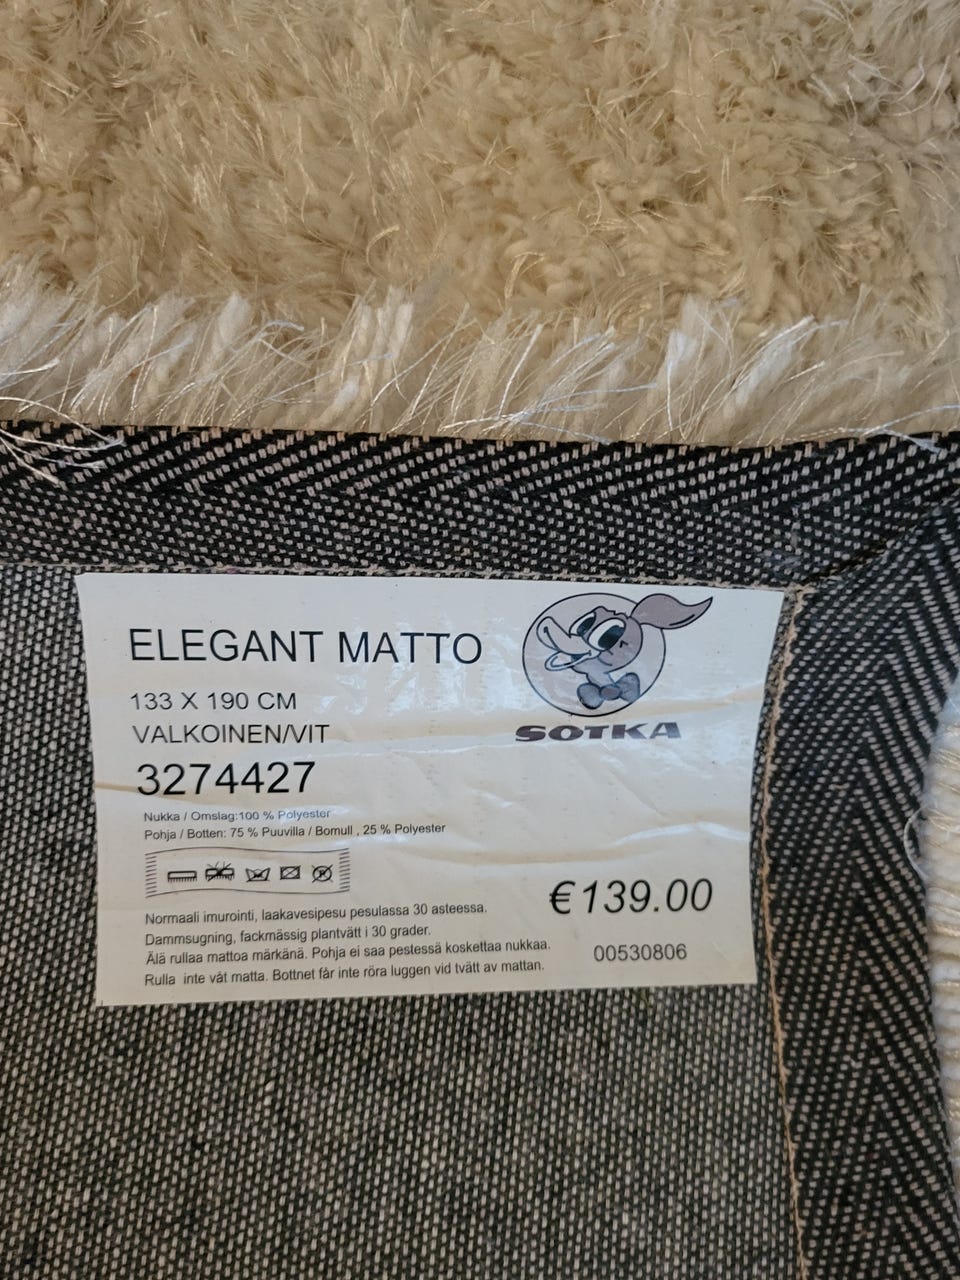 ELEGANT MATTO
SOTKA
133 X 190 CM
VALKOINEN/VIT
3274427
Nukka / Omslag:100 % Polyester
Pohja / Botten: 75 % Puuvilla / Bomull , 25 % Polyester
Normaali imurointi, laakavesipesu pesulassa 30 asteessa.
Dammsugning, fackmässig plantvätt i 30 grader.
Älä rullaa mattoa märkänä. Pohja ei saa pestessä koskettaa nukkaa.
Rulla inte våt matta. Bottnet får inte röra luggen vid tvätt av mattan.
€139.00
00530806